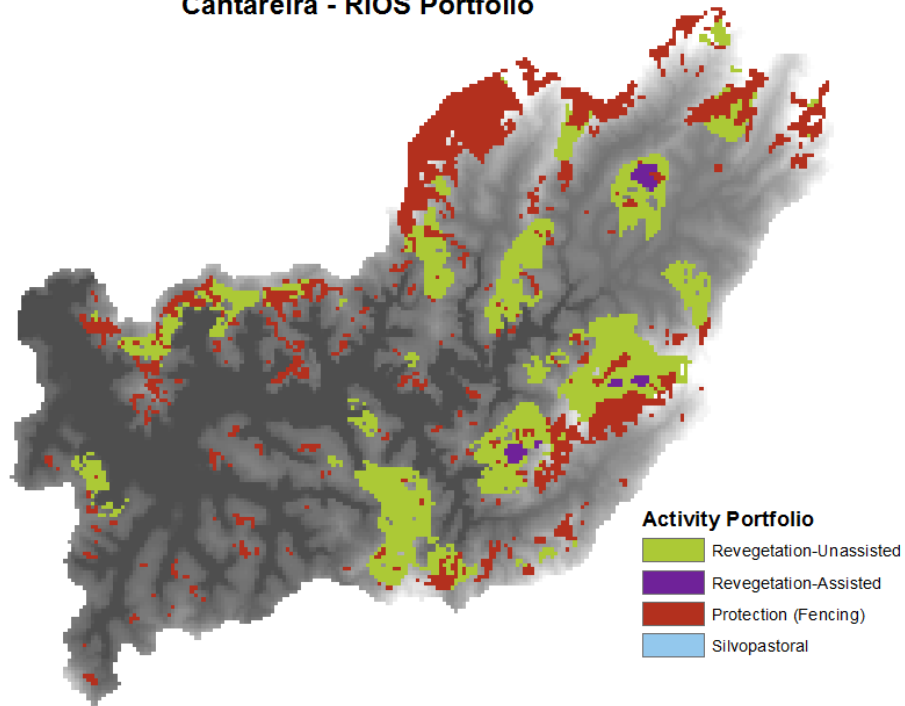 Cantareira - RIOS Portfolio
Activity Portfolio
Revegetation-Unassisted
Revegetation-Assisted
Protection (Fencing)
Silvopastoral